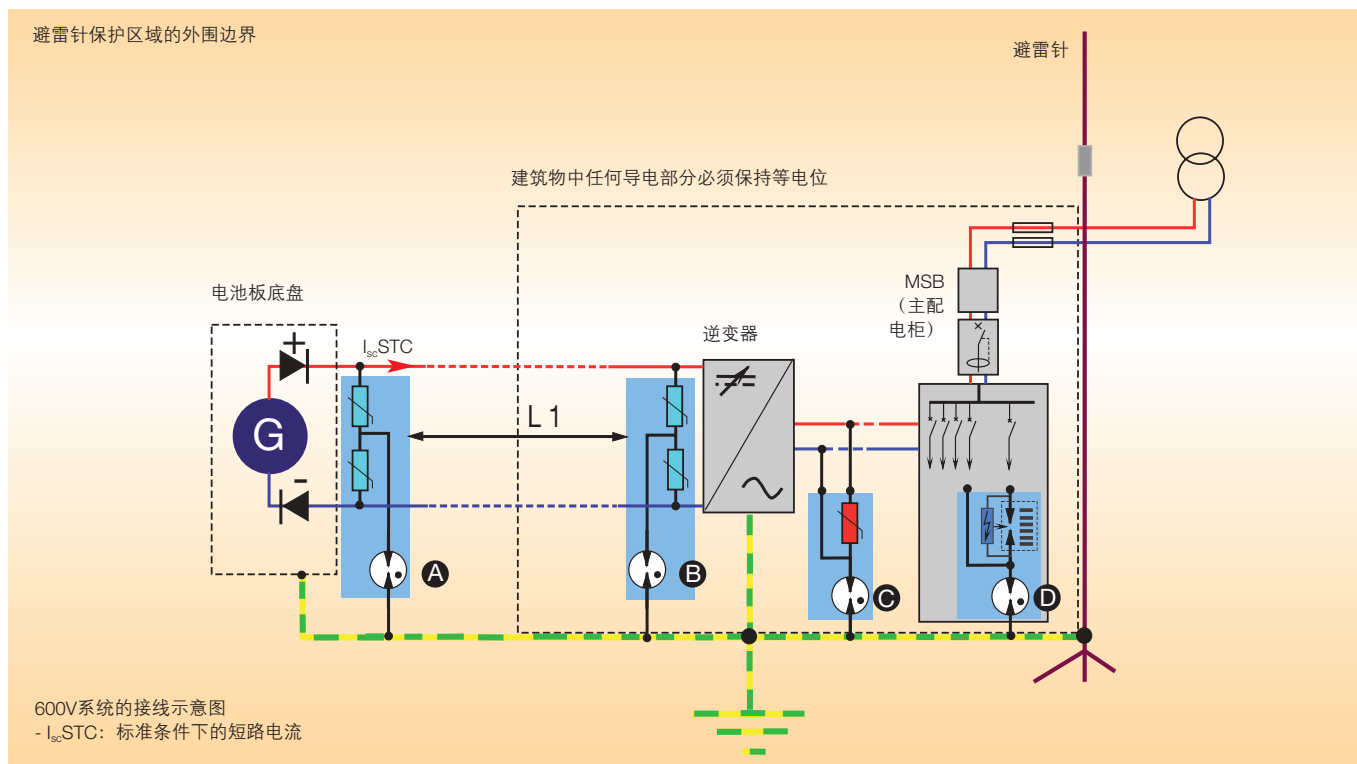 避雷针保护区域的外围边界
避雷针
建筑物中任何导电部分必须保持等电位
MSB
（主配
电柜）
电池板底盘
逆变器
+
IscSTC
G
L 1
-
A
B
C
D
600V系统的接线示意图
- IscSTC：标准条件下的短路电流